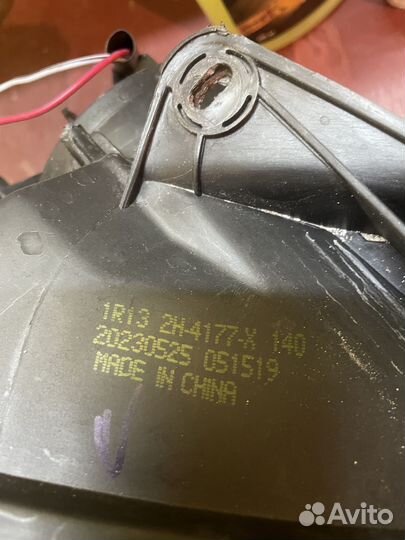 1R13 2H-4177-X 140
20230525 051519
MADE IN CHINA
Avito